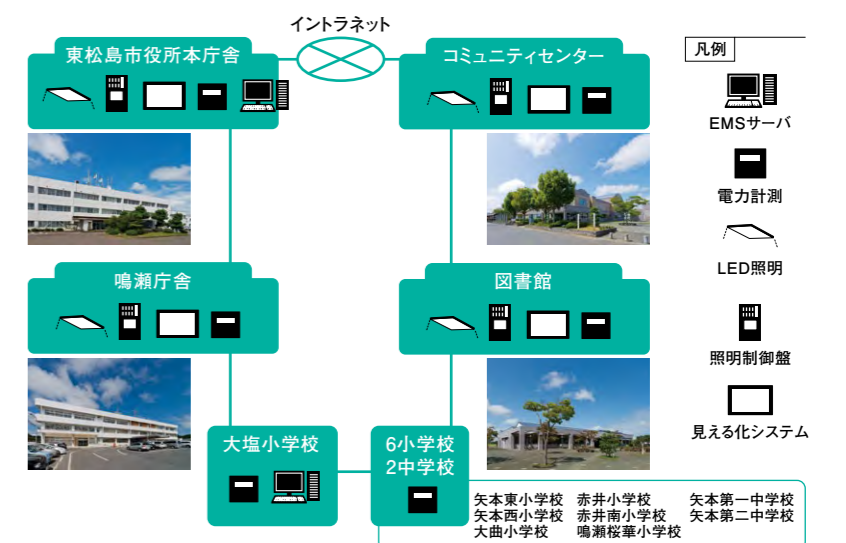 イントラネット
東松島市役所本庁舎
コミュニティセンター
鳴瀬庁舎
図書館
大塩小学校
6小学校
2中学校
矢本東小学校 赤井小学校 矢本第一中学校
矢本西小学校 赤井南小学校 矢本第二中学校
大曲小学校 鳴瀬桜華小学校
凡例
EMSサーバ
電力計測
LED照明
照明制御盤
見える化システム